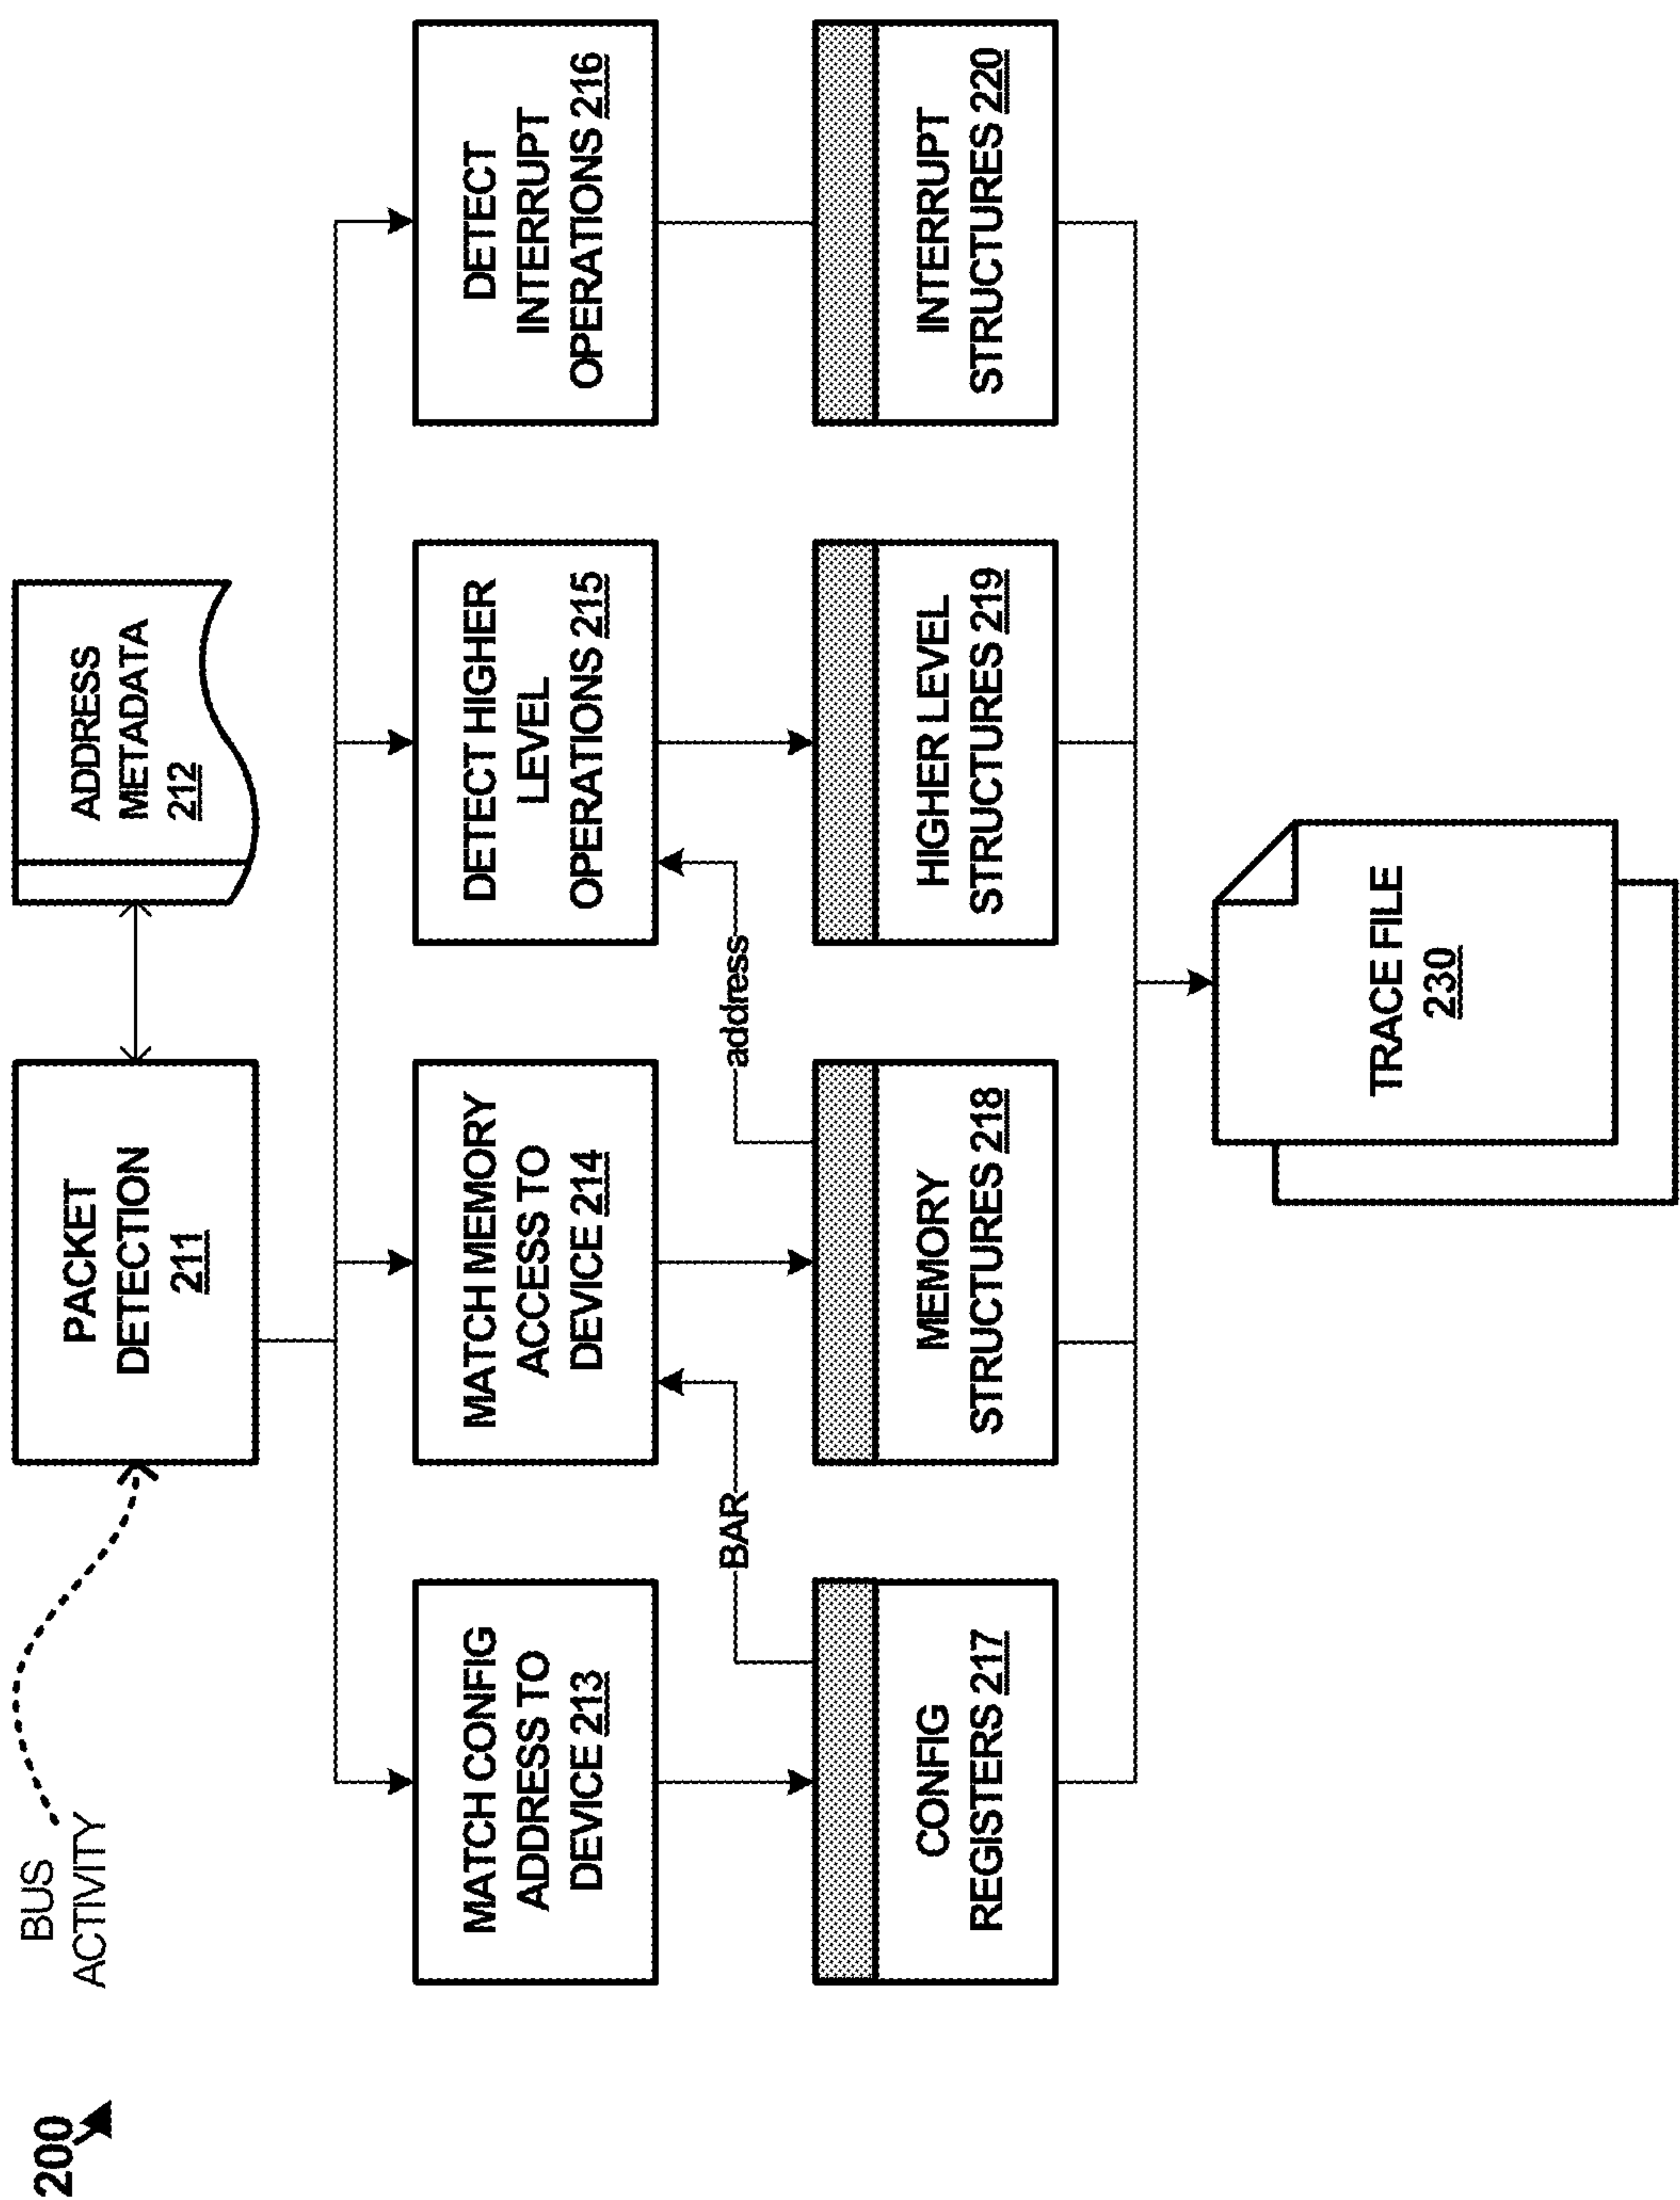 200
BUS
ACTIVITY
PACKET
DETECTION
211
ADDRESS
METADATA
212
MATCH CONFIG
ADDRESS TO
DEVICE 213
MATCH MEMORY
ACCESS TO
DEVICE 214
DETECT HIGHER
LEVEL
OPERATIONS 215
DETECT
INTERRUPT
OPERATIONS 216
BAR
address
CONFIG
REGISTERS 217
MEMORY
STRUCTURES 218
HIGHER LEVEL
STRUCTURES 219
INTERRUPT
STRUCTURES 220
TRACE FILE
230